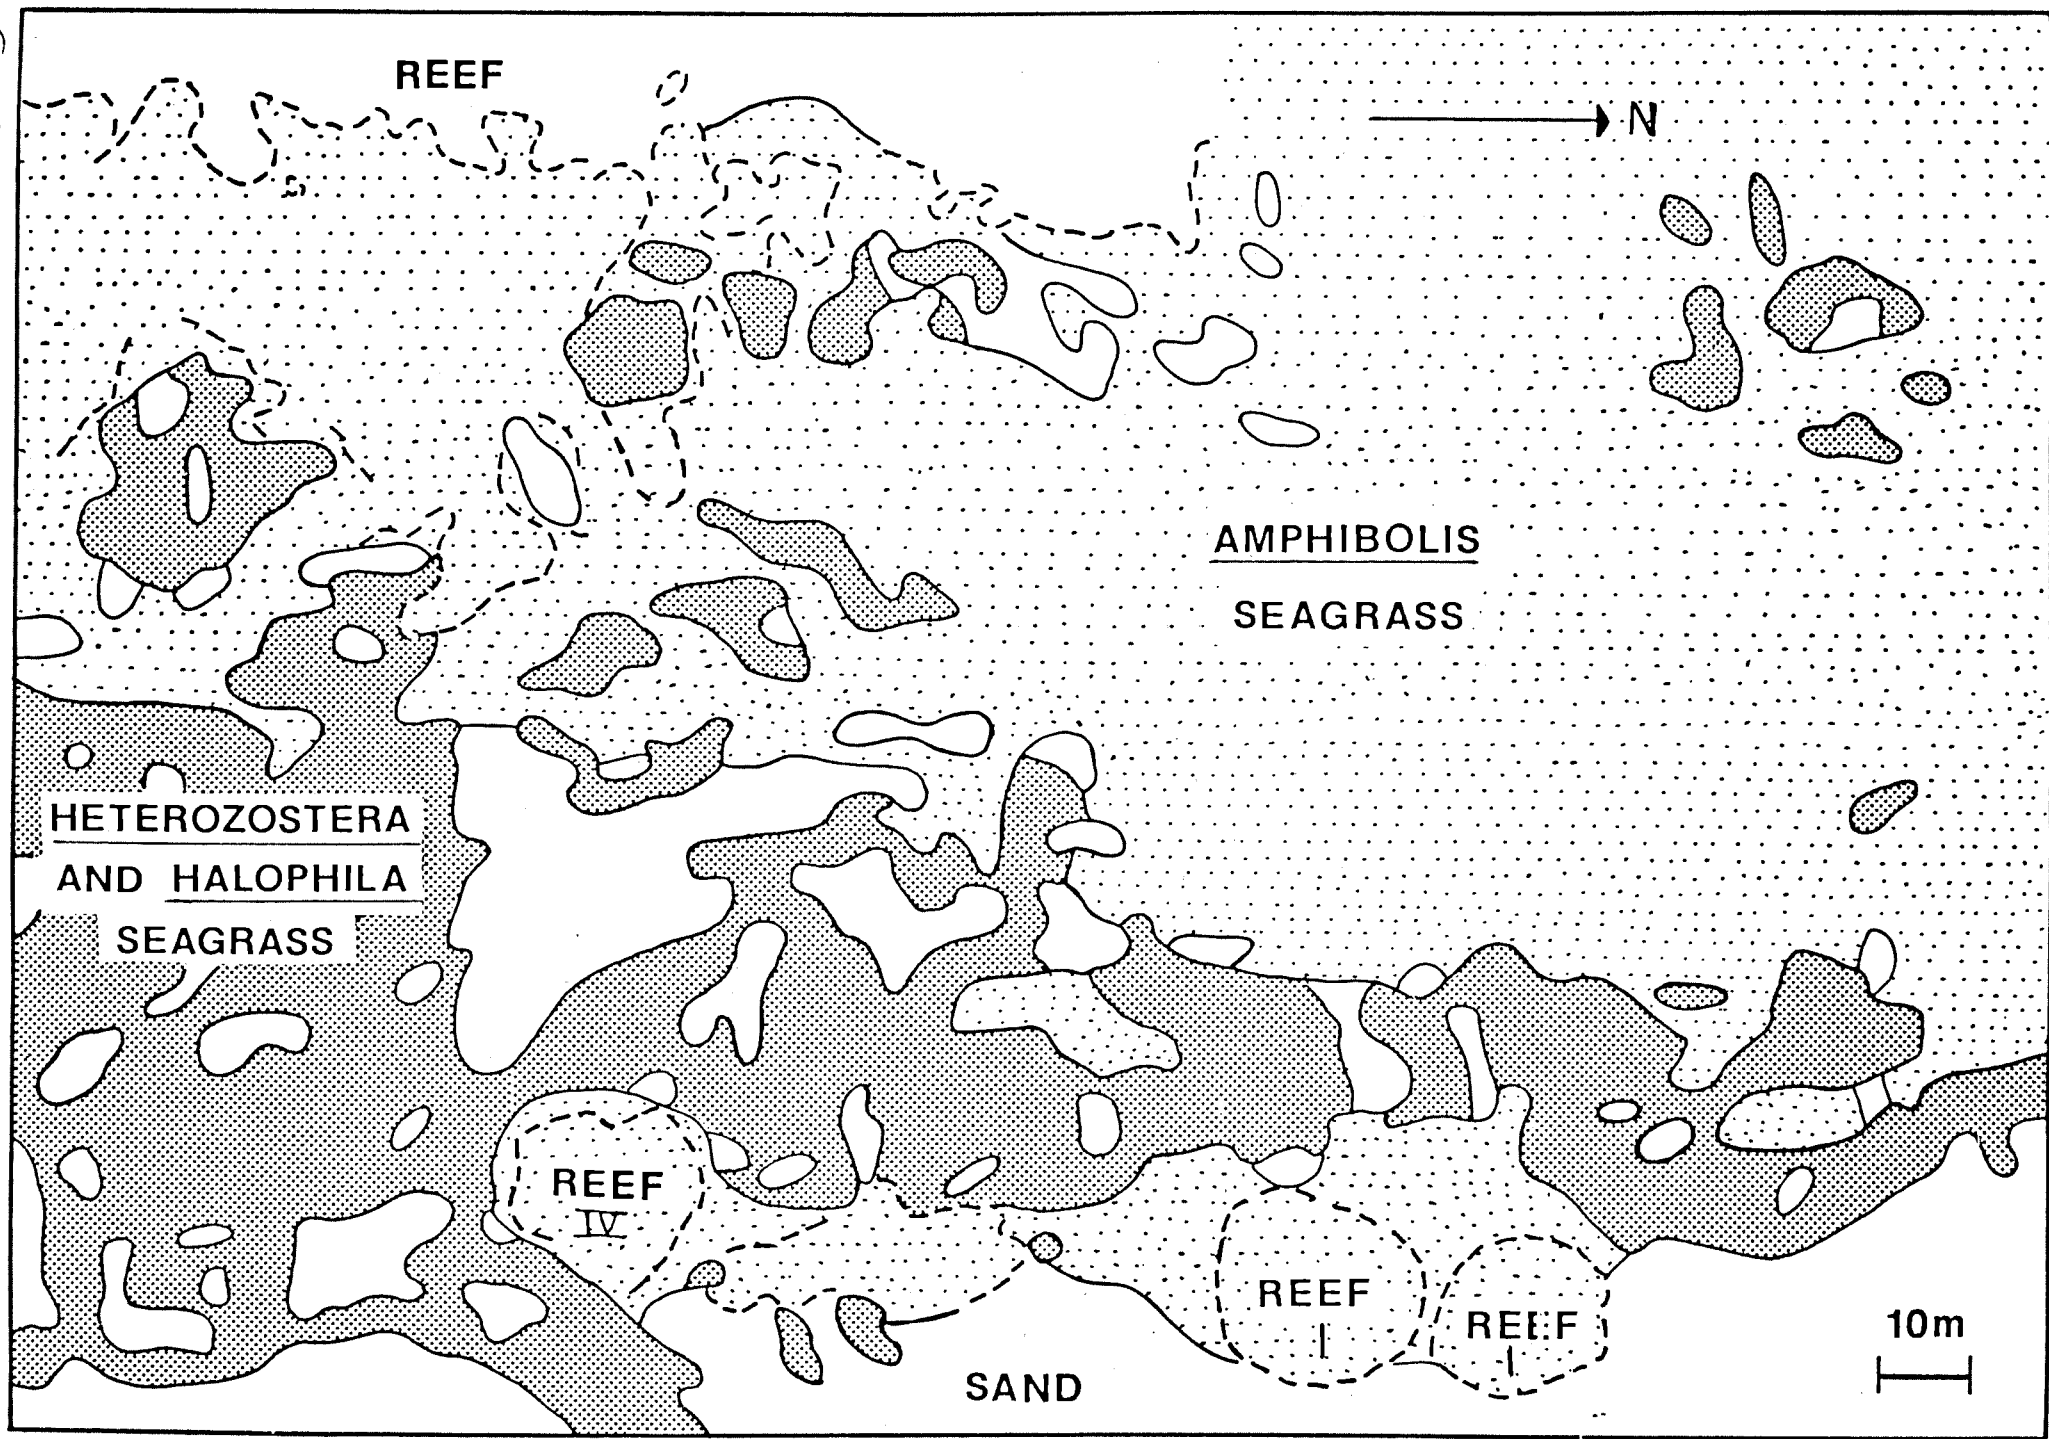 REEF
N
AMPHIBOLIS
SEAGRASS
HETEROZOSTERA
AND HALOPHILA
SEAGRASS
REEF
IV
REEF
I
REEF
I
10m
SAND